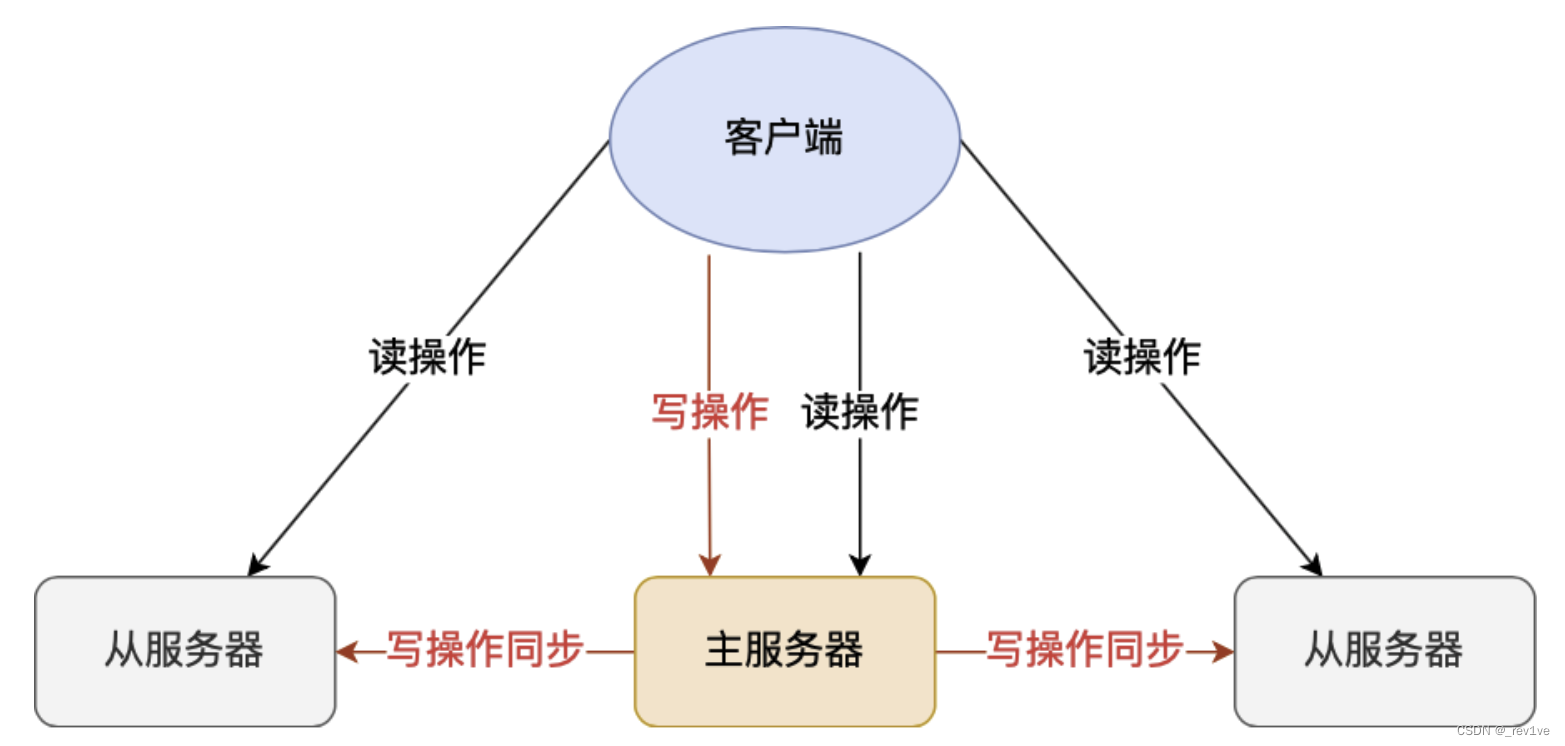 客户端
读操作
读操作
写操作
读操作
从服务器
写操作同步
主服务器
写操作同步
从服务器
CSDN @_rev1ve